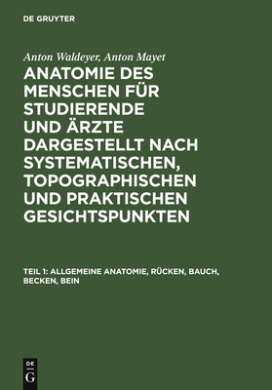 DE GRUYTER
Anton Waldeyer, Anton Mayet
ANATOMIE DES
MENSCHEN FÜR
STUDIERENDE
UND ÄRZTE
DARGESTELLT NACH
SYSTEMATISCHEN,
TOPOGRAPHISCHEN
UND PRAKTISCHEN
GESICHTSPUNKTEN
TEIL 1: ALLGEMEINE ANATOMIE, RÜCKEN, BAUCH,
BECKEN, BEIN
DE
G